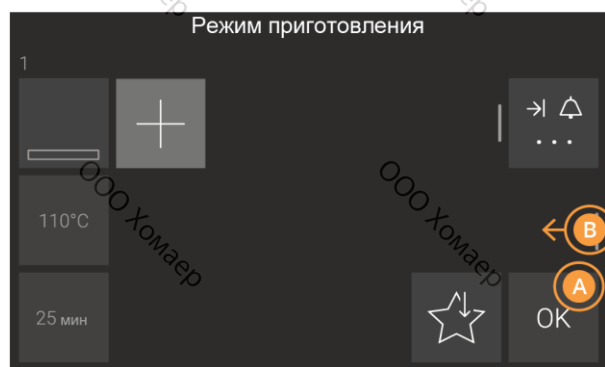 Режим приготовления
1
110°C
B
A
25 мин
OK
ООО Хомаер
ООО Хомаер